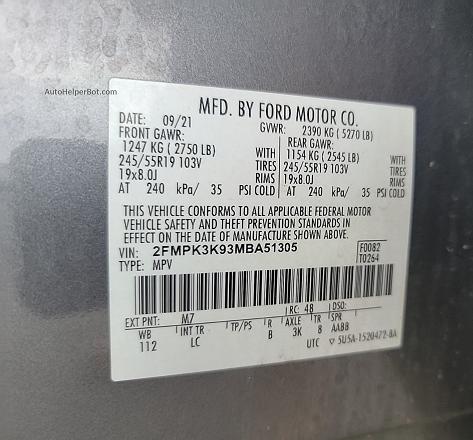 AutoHelperBot.com
MFD. BY FORD MOTOR CO.
DATE: 09/21 GVWR: 2390 KG ( 5270 LB)
FRONT GAWR: REAR GAWR:
1247 KG ( 2750 LB) WITH 1154 KG ( 2545 LB) WITH
245/55R19 103V TIRES 245/55R19 103V TIRES
19x8.0J RIMS 19x8.0J RIMS
AT 240 kPa/ 35 PSI COLD AT 240 kPa/ 35 PSI COLD
THIS VEHICLE CONFORMS TO ALL APPLICABLE FEDERAL MOTOR
VEHICLE SAFETY AND THEFT PREVENTION STANDARDS IN
EFFECT ON THE DATE OF MANUFACTURE SHOWN ABOVE.
VIN: 2FMPK3K93MBA51305 F0082
TYPE: MPV T0264
EXT PNT: M7 RC: 48 DSO:
WB INT TR TP/PS R AXLE TR SPR
112 LC B 3K 8 AABB
UTC ▽ 5U5A-1520472-BA